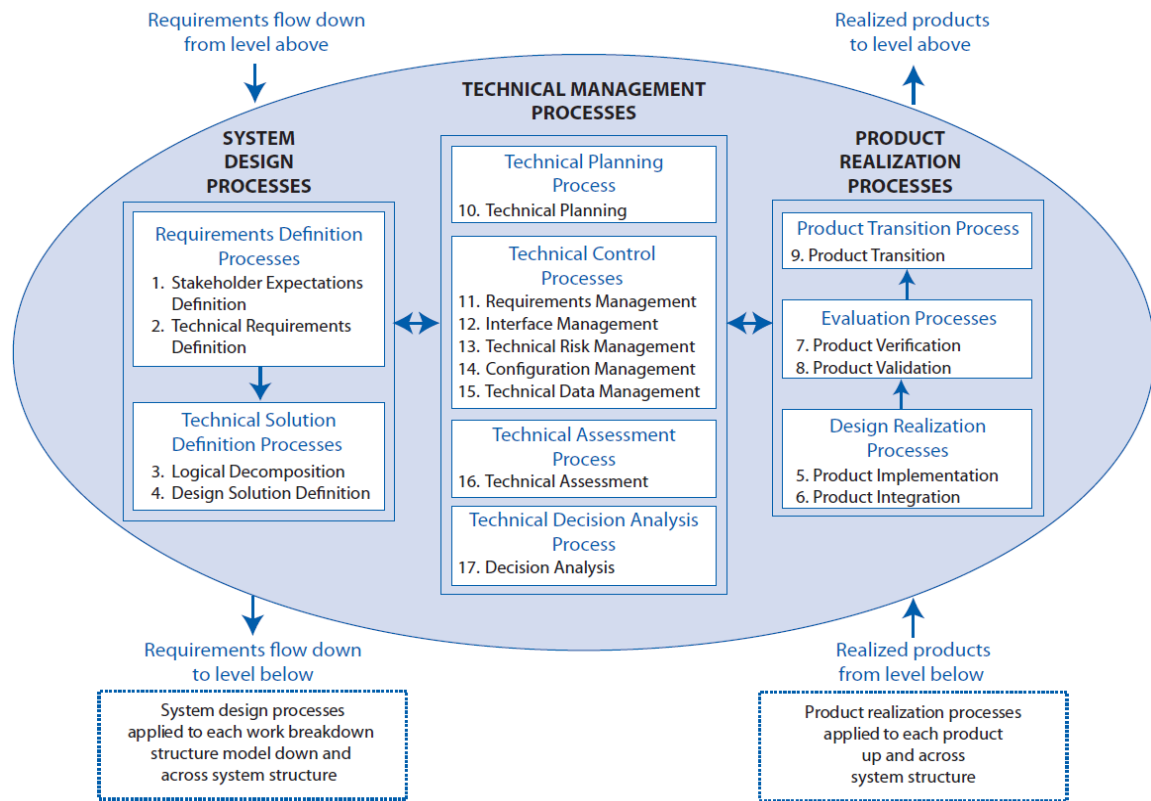 Requirements flow down
from level above
Realized products
to level above
TECHNICAL MANAGEMENT
PROCESSES
SYSTEM
DESIGN
PROCESSES
Requirements Definition
Processes
1. Stakeholder Expectations
Definition
2. Technical Requirements
Definition
Technical Solution
Definition Processes
3. Logical Decomposition
4. Design Solution Definition
Technical Planning
Process
10. Technical Planning
Technical Control
Processes
11. Requirements Management
12. Interface Management
13. Technical Risk Management
14. Configuration Management
15. Technical Data Management
Technical Assessment
Process
16. Technical Assessment
Technical Decision Analysis
Process
17. Decision Analysis
PRODUCT
REALIZATION
PROCESSES
Product Transition Process
9. Product Transition
Evaluation Processes
7. Product Verification
8. Product Validation
Design Realization
Processes
5. Product Implementation
6. Product Integration
Requirements flow down
to level below
System design processes
applied to each work breakdown
structure model down and
across system structure
Realized products
from level below
Product realization processes
applied to each product
up and across
system structure